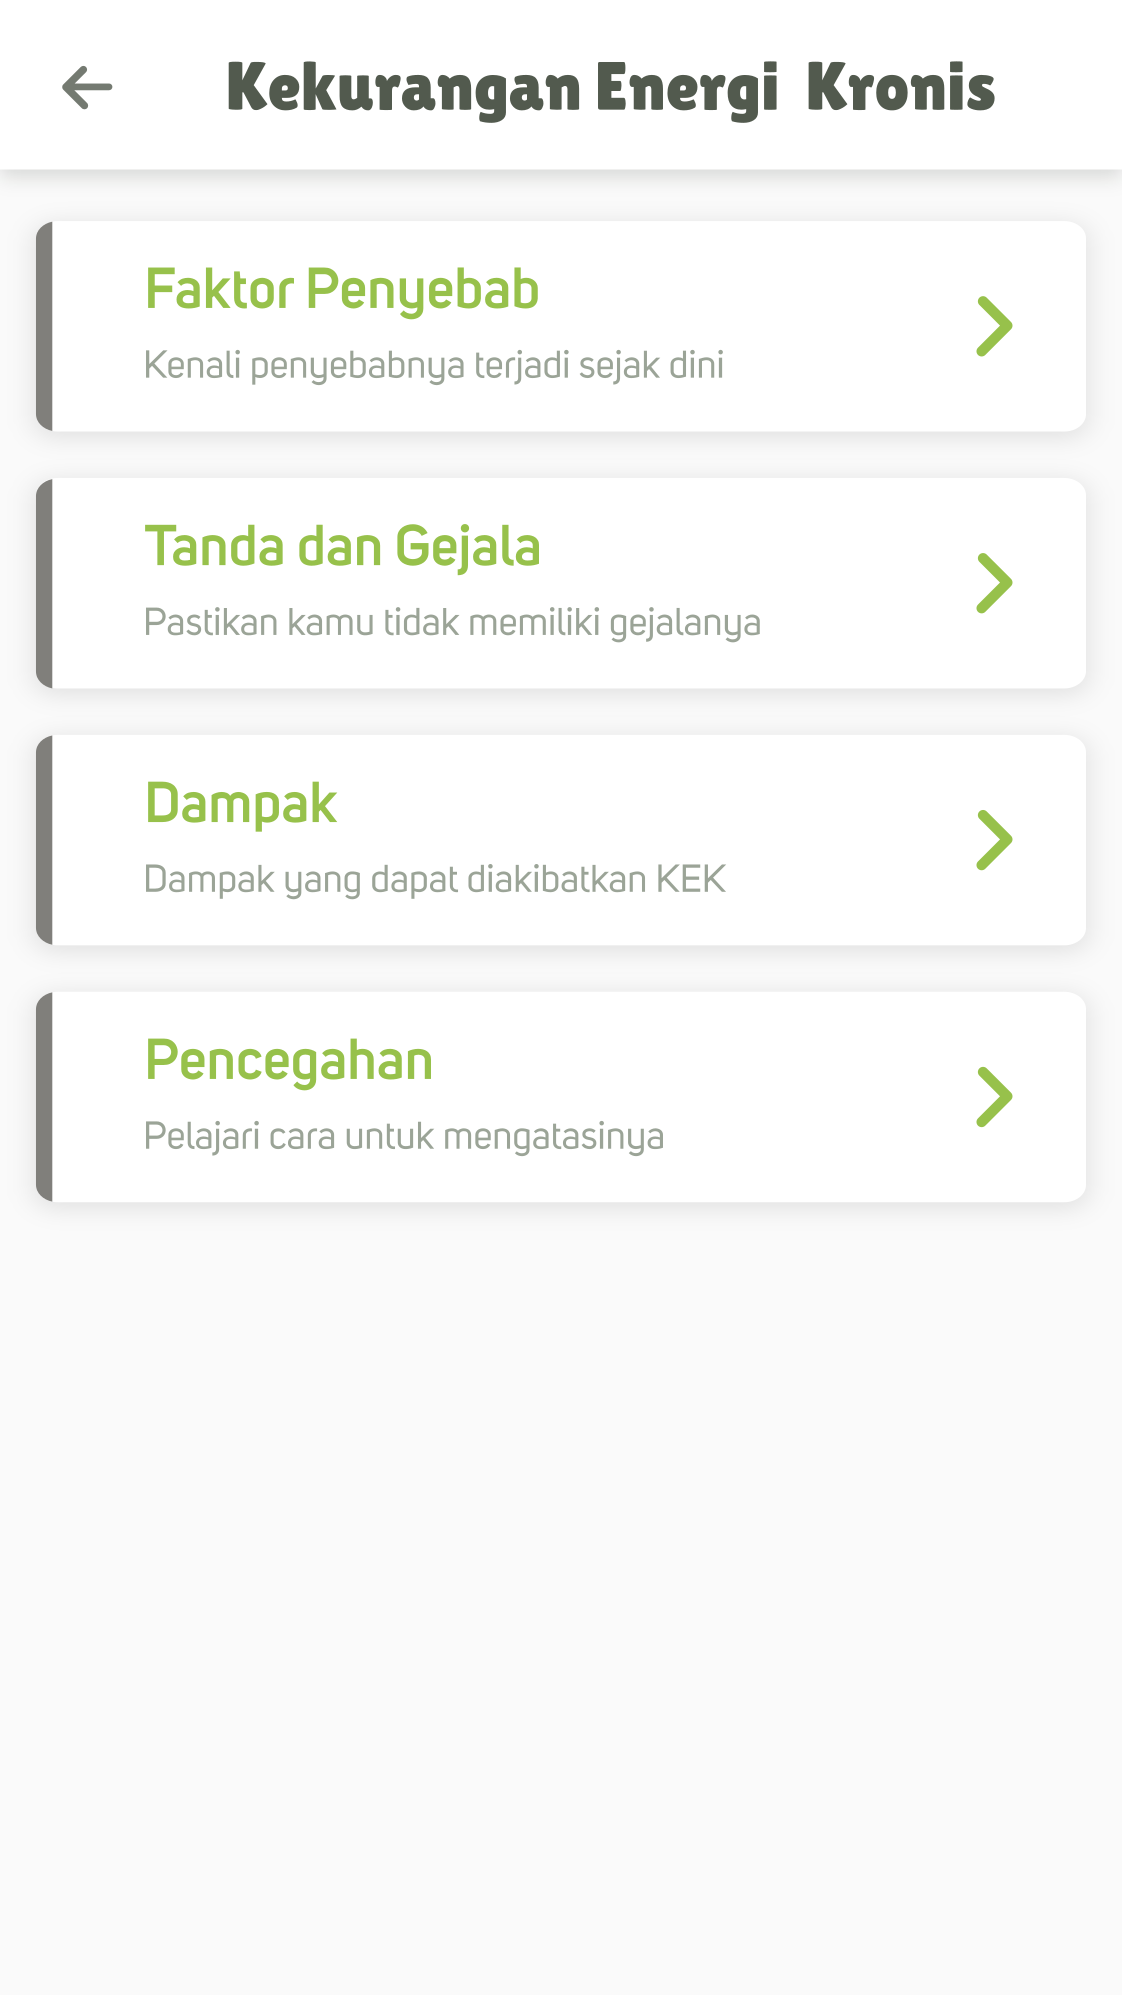 Kekurangan Energi  Kronis
Faktor Penyebab
Kenali penyebabnya terjadi sejak dini
Tanda dan Gejala
Pastikan kamu tidak memiliki gejalanya
Dampak
Dampak yang dapat diakibatkan KEK
Pencegahan
Pelajari cara untuk mengatasinya